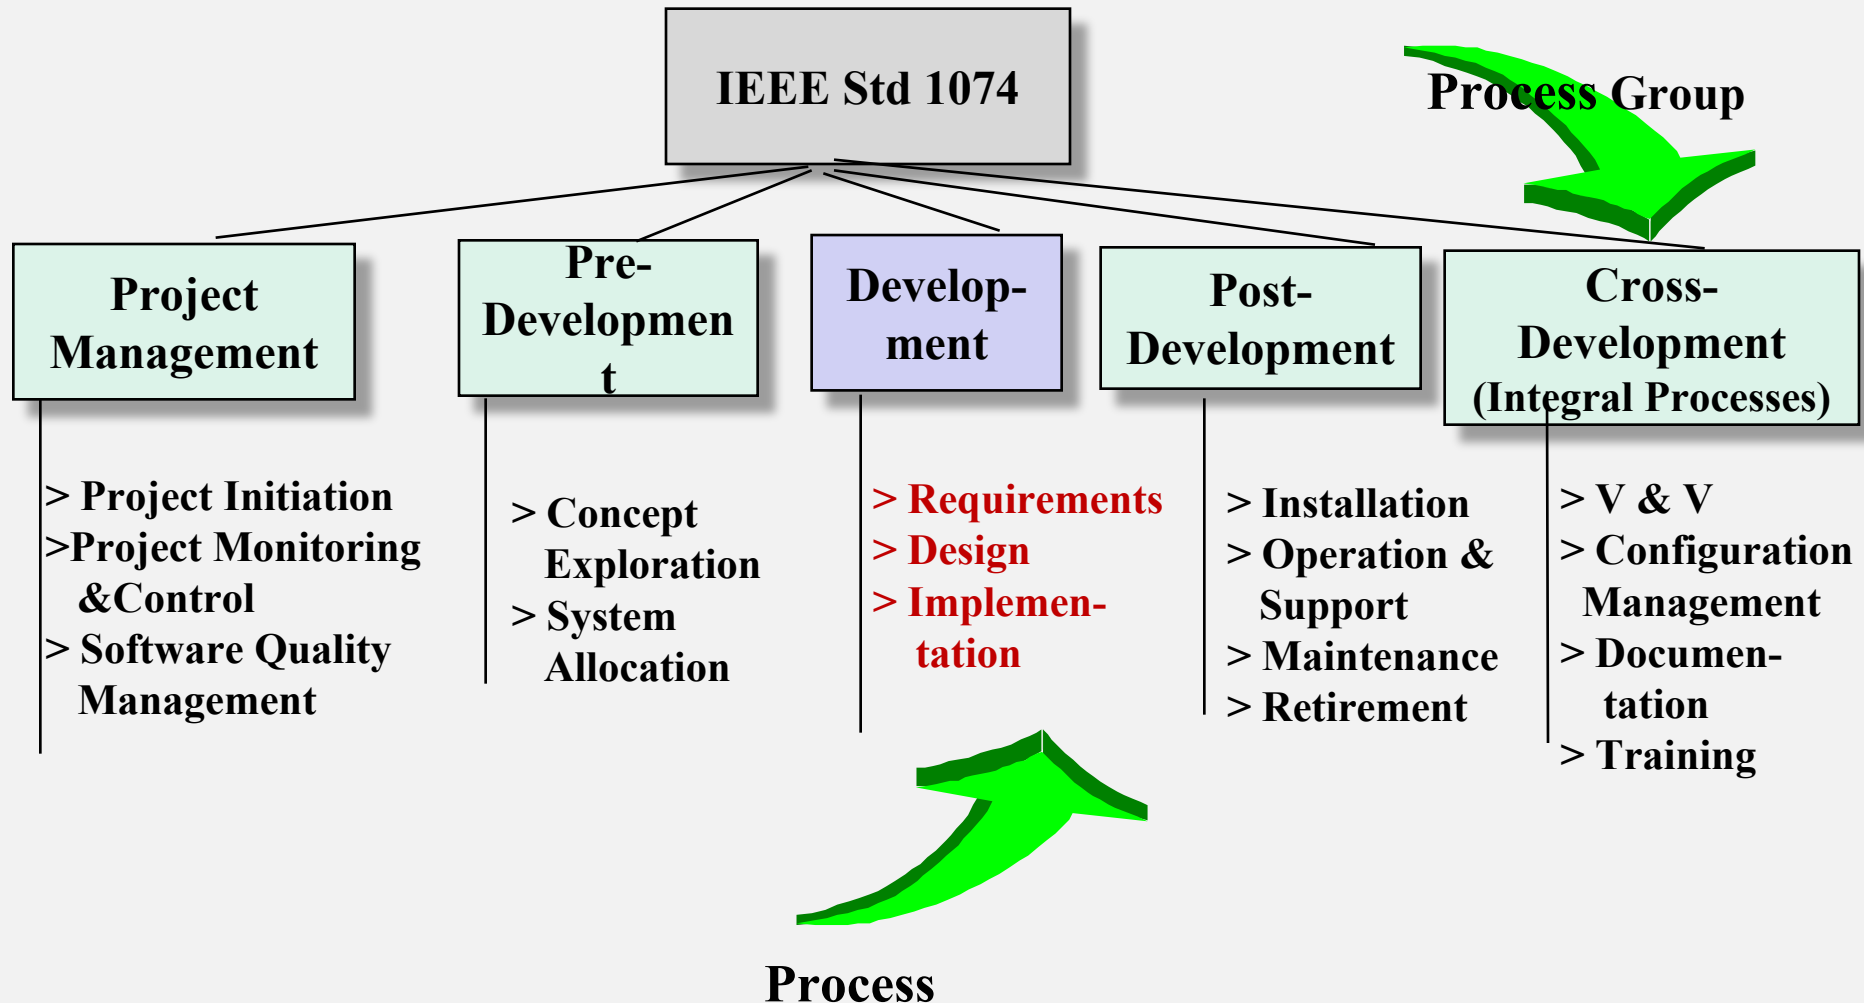 IEEE Std 1074
Process Group
Project
Management
Pre-
Developmen
t
Develop-
ment
Post-
Development
Cross-
Development
(Integral Processes)
> Project Initiation
>Project Monitoring
&Control
> Software Quality
Management
> Concept
Exploration
> System
Allocation
> Requirements
> Design
> Implemen-
tation
> Installation
> Operation &
Support
> Maintenance
> Retirement
> V & V
> Configuration
Management
> Documen-
tation
> Training
Process